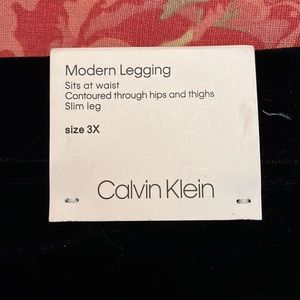 Modern Legging
Sits at waist
Contoured through hips and thighs
Slim leg
size 3X
Calvin Klein